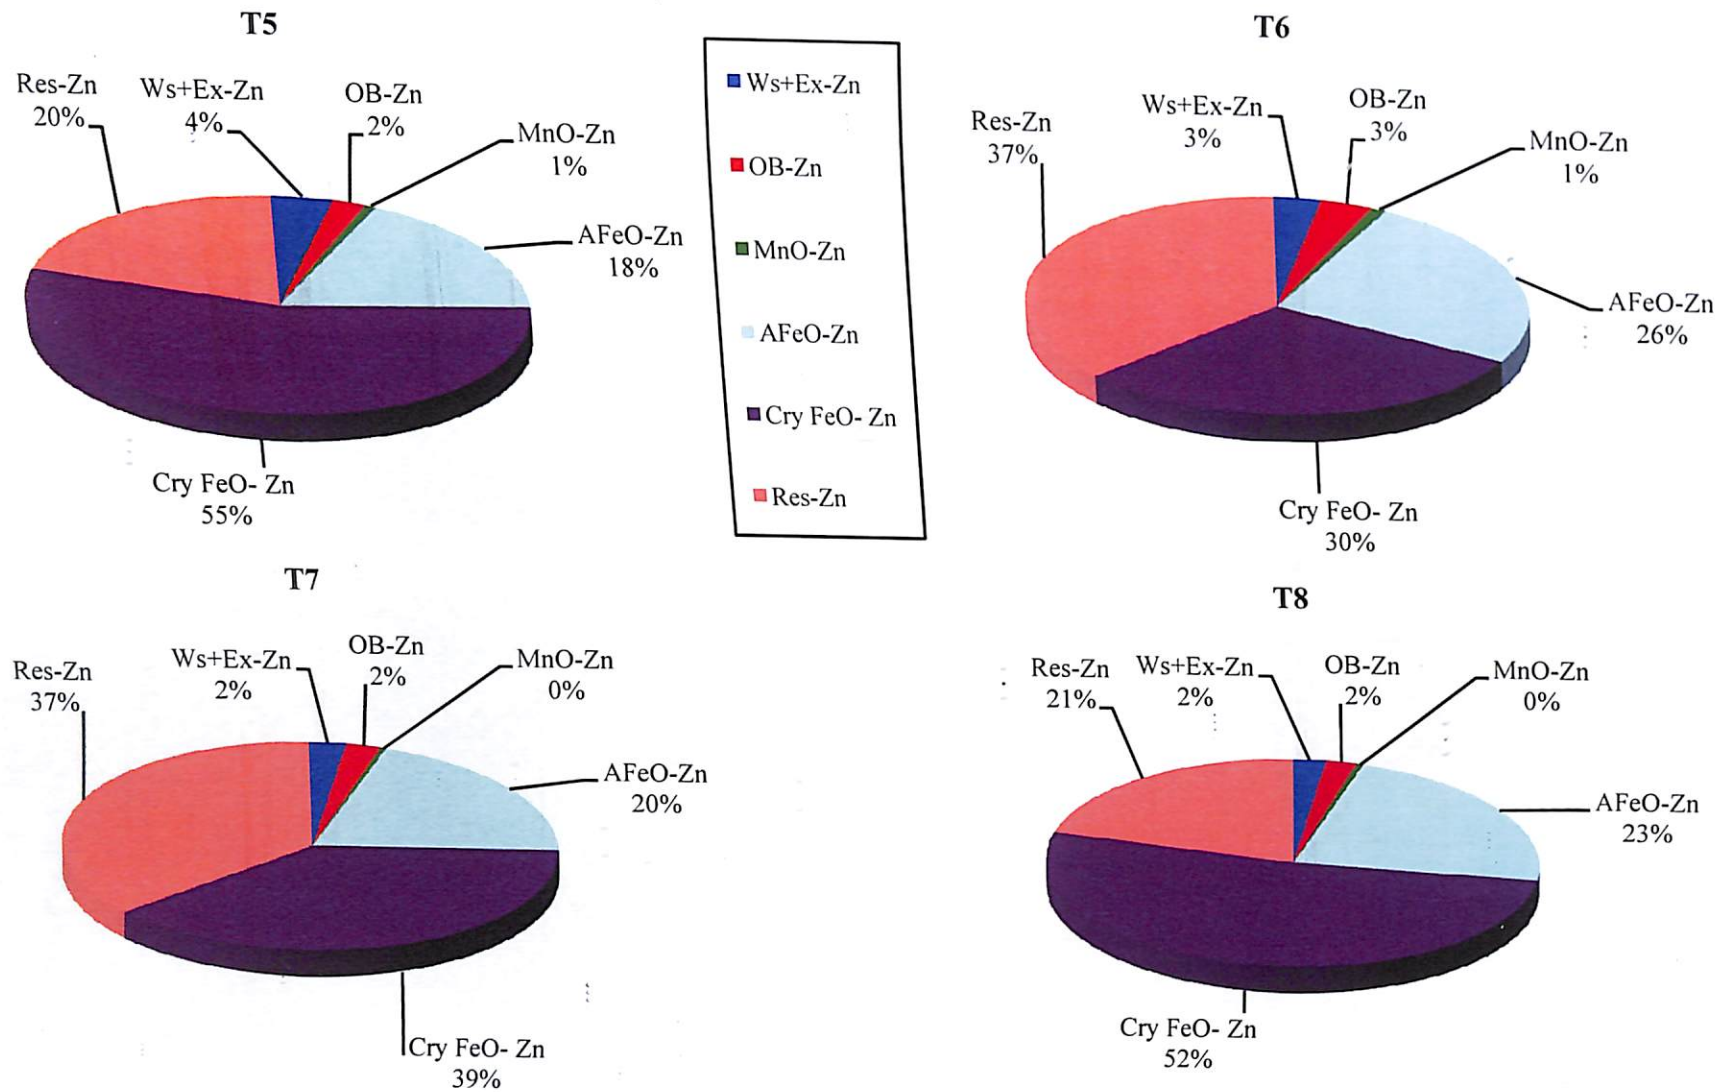 T5
Res-Zn
20%
Ws+Ex-Zn
4%
OB-Zn
2%
MnO-Zn
1%
AFeO-Zn
18%
Cry FeO- Zn
55%
Ws+Ex-Zn
OB-Zn
MnO-Zn
AFeO-Zn
Cry FeO- Zn
Res-Zn
T6
Res-Zn
37%
Ws+Ex-Zn
3%
OB-Zn
3%
MnO-Zn
1%
AFeO-Zn
26%
Cry FeO- Zn
30%
T7
Res-Zn
37%
Ws+Ex-Zn
2%
OB-Zn
2%
MnO-Zn
0%
AFeO-Zn
20%
Cry FeO- Zn
39%
T8
Res-Zn
21%
Ws+Ex-Zn
2%
OB-Zn
2%
MnO-Zn
0%
AFeO-Zn
23%
Cry FeO- Zn
52%